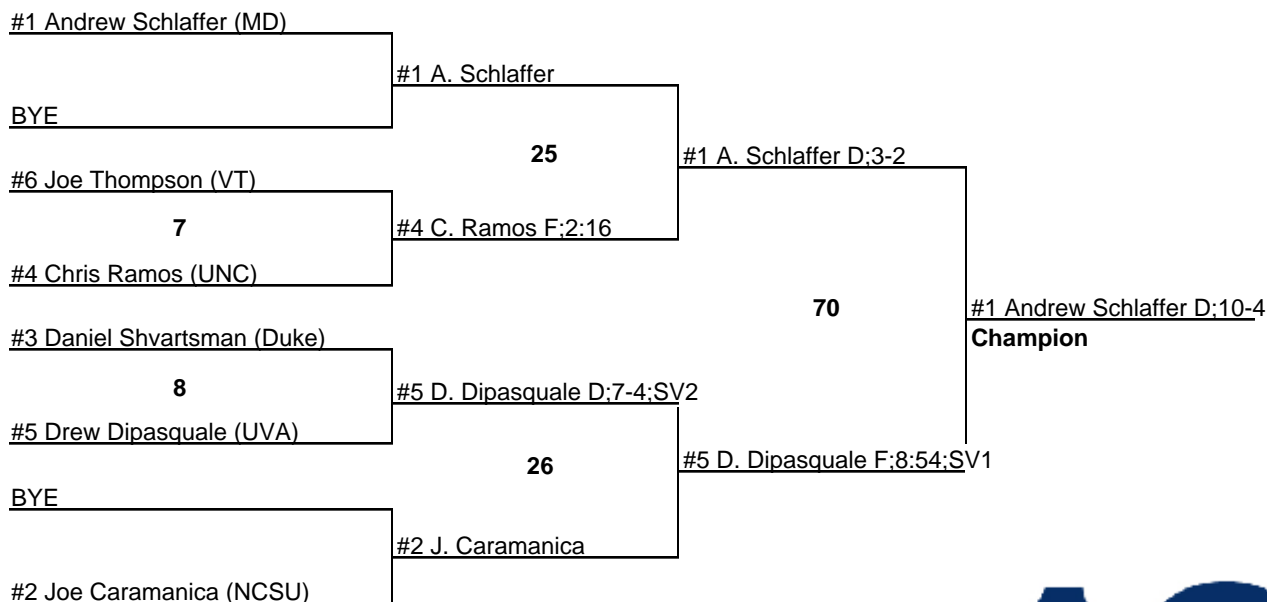 #1 Andrew Schlaffer (MD)
#1 A. Schlaffer
BYE
25
#1 A. Schlaffer D;3-2
#6 Joe Thompson (VT)
7
#4 C. Ramos F;2:16
#4 Chris Ramos (UNC)
70
#1 Andrew Schlaffer D;10-4
Champion
#3 Daniel Shvartsman (Duke)
8
#5 D. Dipasquale D;7-4;SV2
#5 Drew Dipasquale (UVA)
26
#5 D. Dipasquale F;8:54;SV1
BYE
#2 J. Caramanica
#2 Joe Caramanica (NCSU)